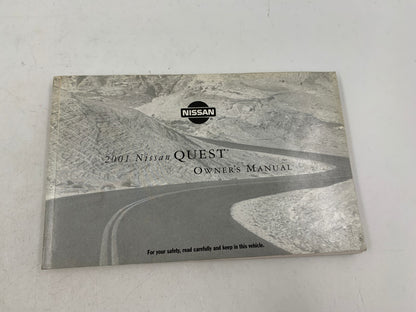 NISSAN
2001 Nissan QUEST
OWNER'S MANUAL
For your safety, read carefully and keep in this vehicle.